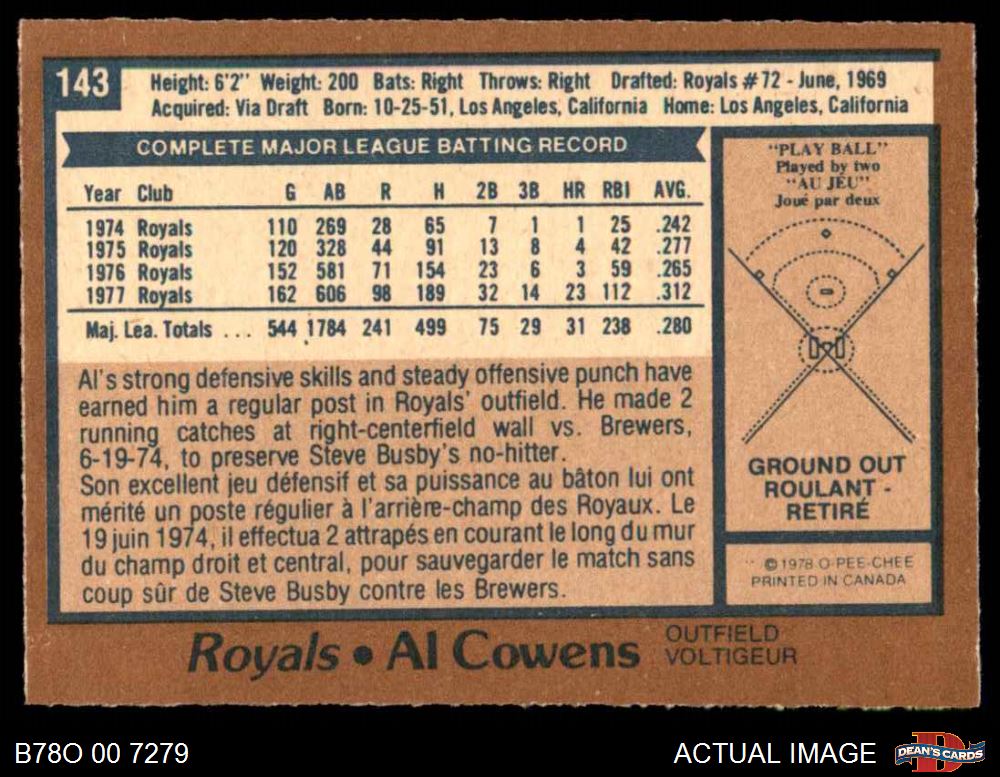 143
Height: 6'2" Weight: 200 Bats: Right Throws: Right Drafted: Royals #72 - June, 1969
Acquired: Via Draft Born: 10-25-51, Los Angeles, California Home: Los Angeles, California
COMPLETE MAJOR LEAGUE BATTING RECORD
Year Club G AB R H 2B 3B HR RBI AVG.
1974 Royals 110 269 28 65 7 1 1 25 .242
1975 Royals 120 328 44 91 13 8 4 42 .277
1976 Royals 152 581 71 154 23 6 3 59 .265
1977 Royals 162 606 98 189 32 14 23 112 .312
Maj. Lea. Totals ... 544 1784 241 499 75 29 31 238 .280
Al's strong defensive skills and steady offensive punch have
earned him a regular post in Royals' outfield. He made 2
running catches at right-centerfield wall vs. Brewers,
6-19-74, to preserve Steve Busby's no-hitter.
Son excellent jeu défensif et sa puissance au bâton lui ont
mérité un poste régulier à l'arrière-champ des Royaux. Le
19 juin 1974, il effectua 2 attrapés en courant le long du mur
du champ droit et central, pour sauvegarder le match sans
coup sûr de Steve Busby contre les Brewers.
"PLAY BALL"
Played by two
"AU JEU"
Joué par deux
GROUND OUT
ROULANT -
RETIRÉ
©1978 O-PEE-CHEE
PRINTED IN CANADA
Royals • Al Cowens
OUTFIELD
VOLTIGEUR
B78O 00 7279
ACTUAL IMAGE
DEAN'S CARDS